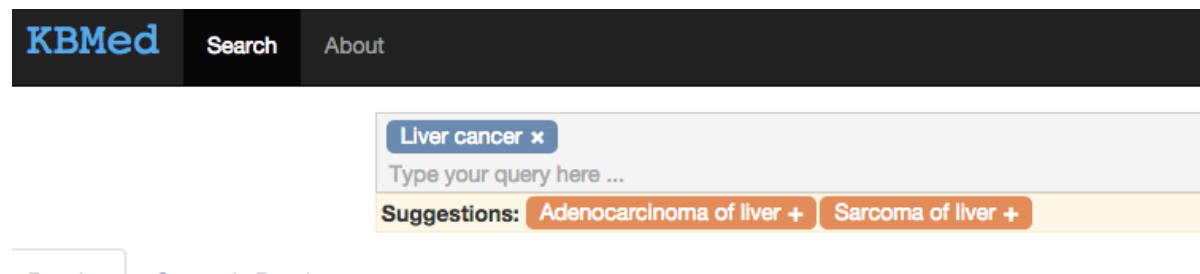 KBMed Search About
Liver cancer ×
Type your query here ...
Suggestions: Adenocarcinoma of liver + Sarcoma of liver +